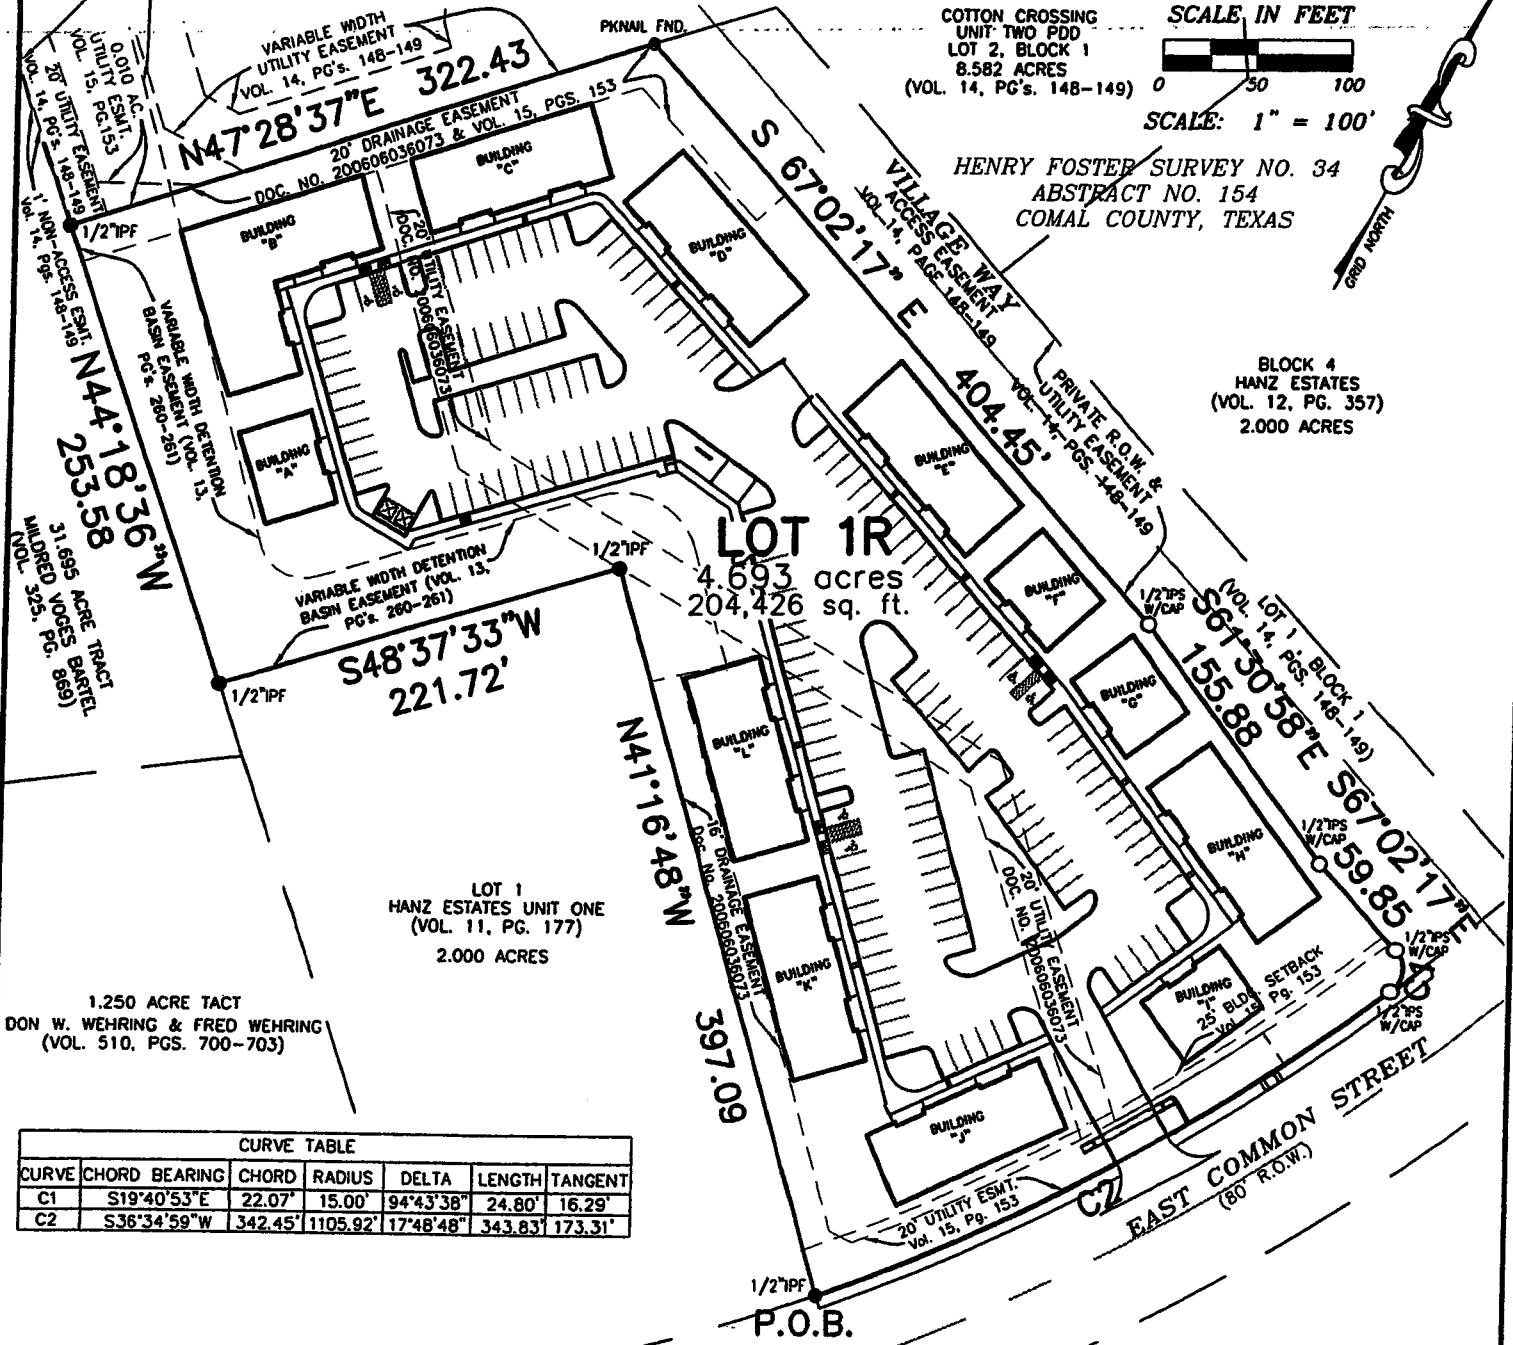 VARIABLE WIDTH
UTILITY EASEMENT
VOL. 14, PG's. 148-149
PKNAIL FND.
COTTON CROSSING
UNIT TWO PDD
LOT 2, BLOCK 1
8.582 ACRES
(VOL. 14, PG's. 148-149)
SCALE IN FEET
0 50 100
SCALE: 1" = 100'
HENRY FOSTER SURVEY NO. 34
ABSTRACT NO. 154
COMAL COUNTY, TEXAS
GRID NORTH
0.010 AC.
UTILITY ESMT.
VOL. 15, PG.153
20' UTILITY EASEMENT
VOL. 14, PG's. 148-149
1' NON-ACCESS ESMT.
Vol. 14, Pgs. 148-149
N47°28'37"E 322.43
20' DRAINAGE EASEMENT
DOC. NO. 200606036073 & VOL. 15, PGS. 153
1/2"IPF
BUILDING
"B"
BUILDING
"C"
BUILDING
"D"
20' UTILITY EASEMENT
DOC. NO. 200606036073
S 67°02'17" E 404.45'
VILLAGE WAY
ACCESS EASEMENT
VOL. 14, PAGE 148-149
PRIVATE R.O.W. &
UTILITY EASEMENT
VOL. 14, PGS. 148-149
BLOCK 4
HANZ ESTATES
(VOL. 12, PG. 357)
2.000 ACRES
VARIABLE WIDTH DETENTION
BASIN EASEMENT (VOL. 13,
PG's. 260-261)
N44°18'36"W
253.58
BUILDING
"A"
BUILDING
"E"
31.695 ACRE TRACT
MILDRED VOGES BARTEL
(VOL. 325, PG. 869)
LOT 1R
4.693 acres
204,426 sq. ft.
VARIABLE WIDTH DETENTION
BASIN EASEMENT (VOL. 13,
PG's. 260-261)
1/2"IPF
S48°37'33"W
221.72'
1/2"IPF
BUILDING
"F"
1/2"IPS
W/CAP
LOT 1, BLOCK 1
(VOL. 14, PGS. 148-149)
S61°30'58"E
155.88
BUILDING
"G"
BUILDING
"L"
N41°16'48"W
397.09
16' DRAINAGE EASEMENT
Doc. No. 200606036073
BUILDING
"H"
1/2"IPS
W/CAP
S67°02'17"E
59.85
1/2"IPS
W/CAP
LOT 1
HANZ ESTATES UNIT ONE
(VOL. 11, PG. 177)
2.000 ACRES
20' UTILITY EASEMENT
DOC. NO. 200606036073
BUILDING
"K"
BUILDING
"I"
25' BLDG. SETBACK
Vol. 15, Pg. 153
1/2"IPS
W/CAP
1.250 ACRE TACT
DON W. WEHRING & FRED WEHRING
(VOL. 510, PGS. 700-703)
BUILDING
"J"
EAST COMMON STREET
(80' R.O.W.)
C2
20' UTILITY ESMT.
Vol. 15, Pg. 153
1/2"IPF
P.O.B.
CURVE TABLE
CURVE CHORD BEARING CHORD RADIUS DELTA LENGTH TANGENT
C1 S19°40'53"E 22.07' 15.00' 94°43'38" 24.80' 16.29'
C2 S36°34'59"W 342.45' 1105.92' 17°48'48" 343.83' 173.31'